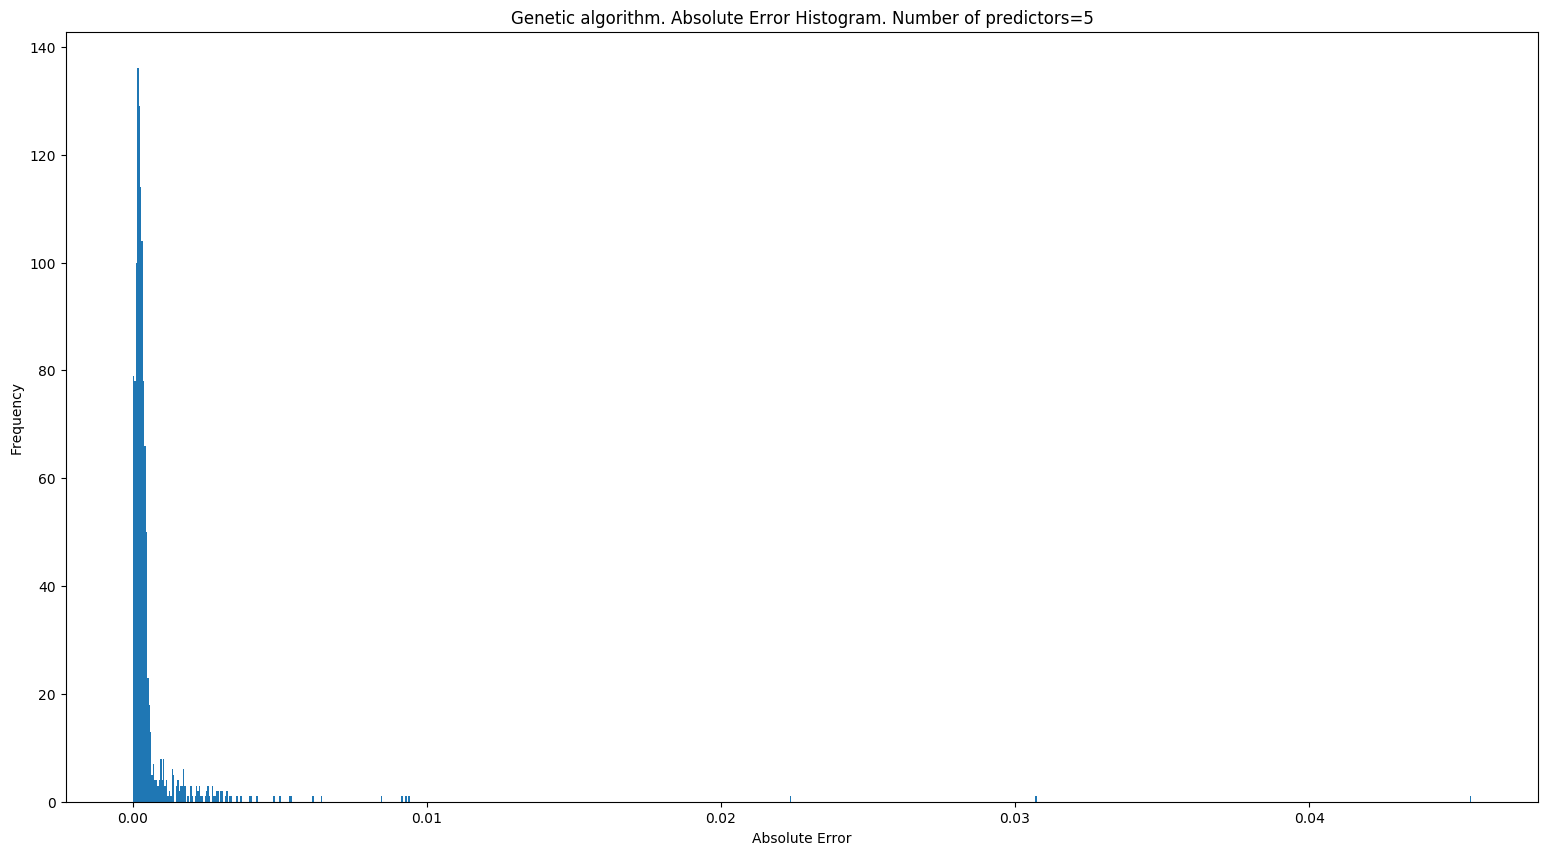 Genetic algorithm. Absolute Error Histogram. Number of predictors=5
140
120
100
80
60
40
20
0
Frequency
0.00 0.01 0.02 0.03 0.04
Absolute Error